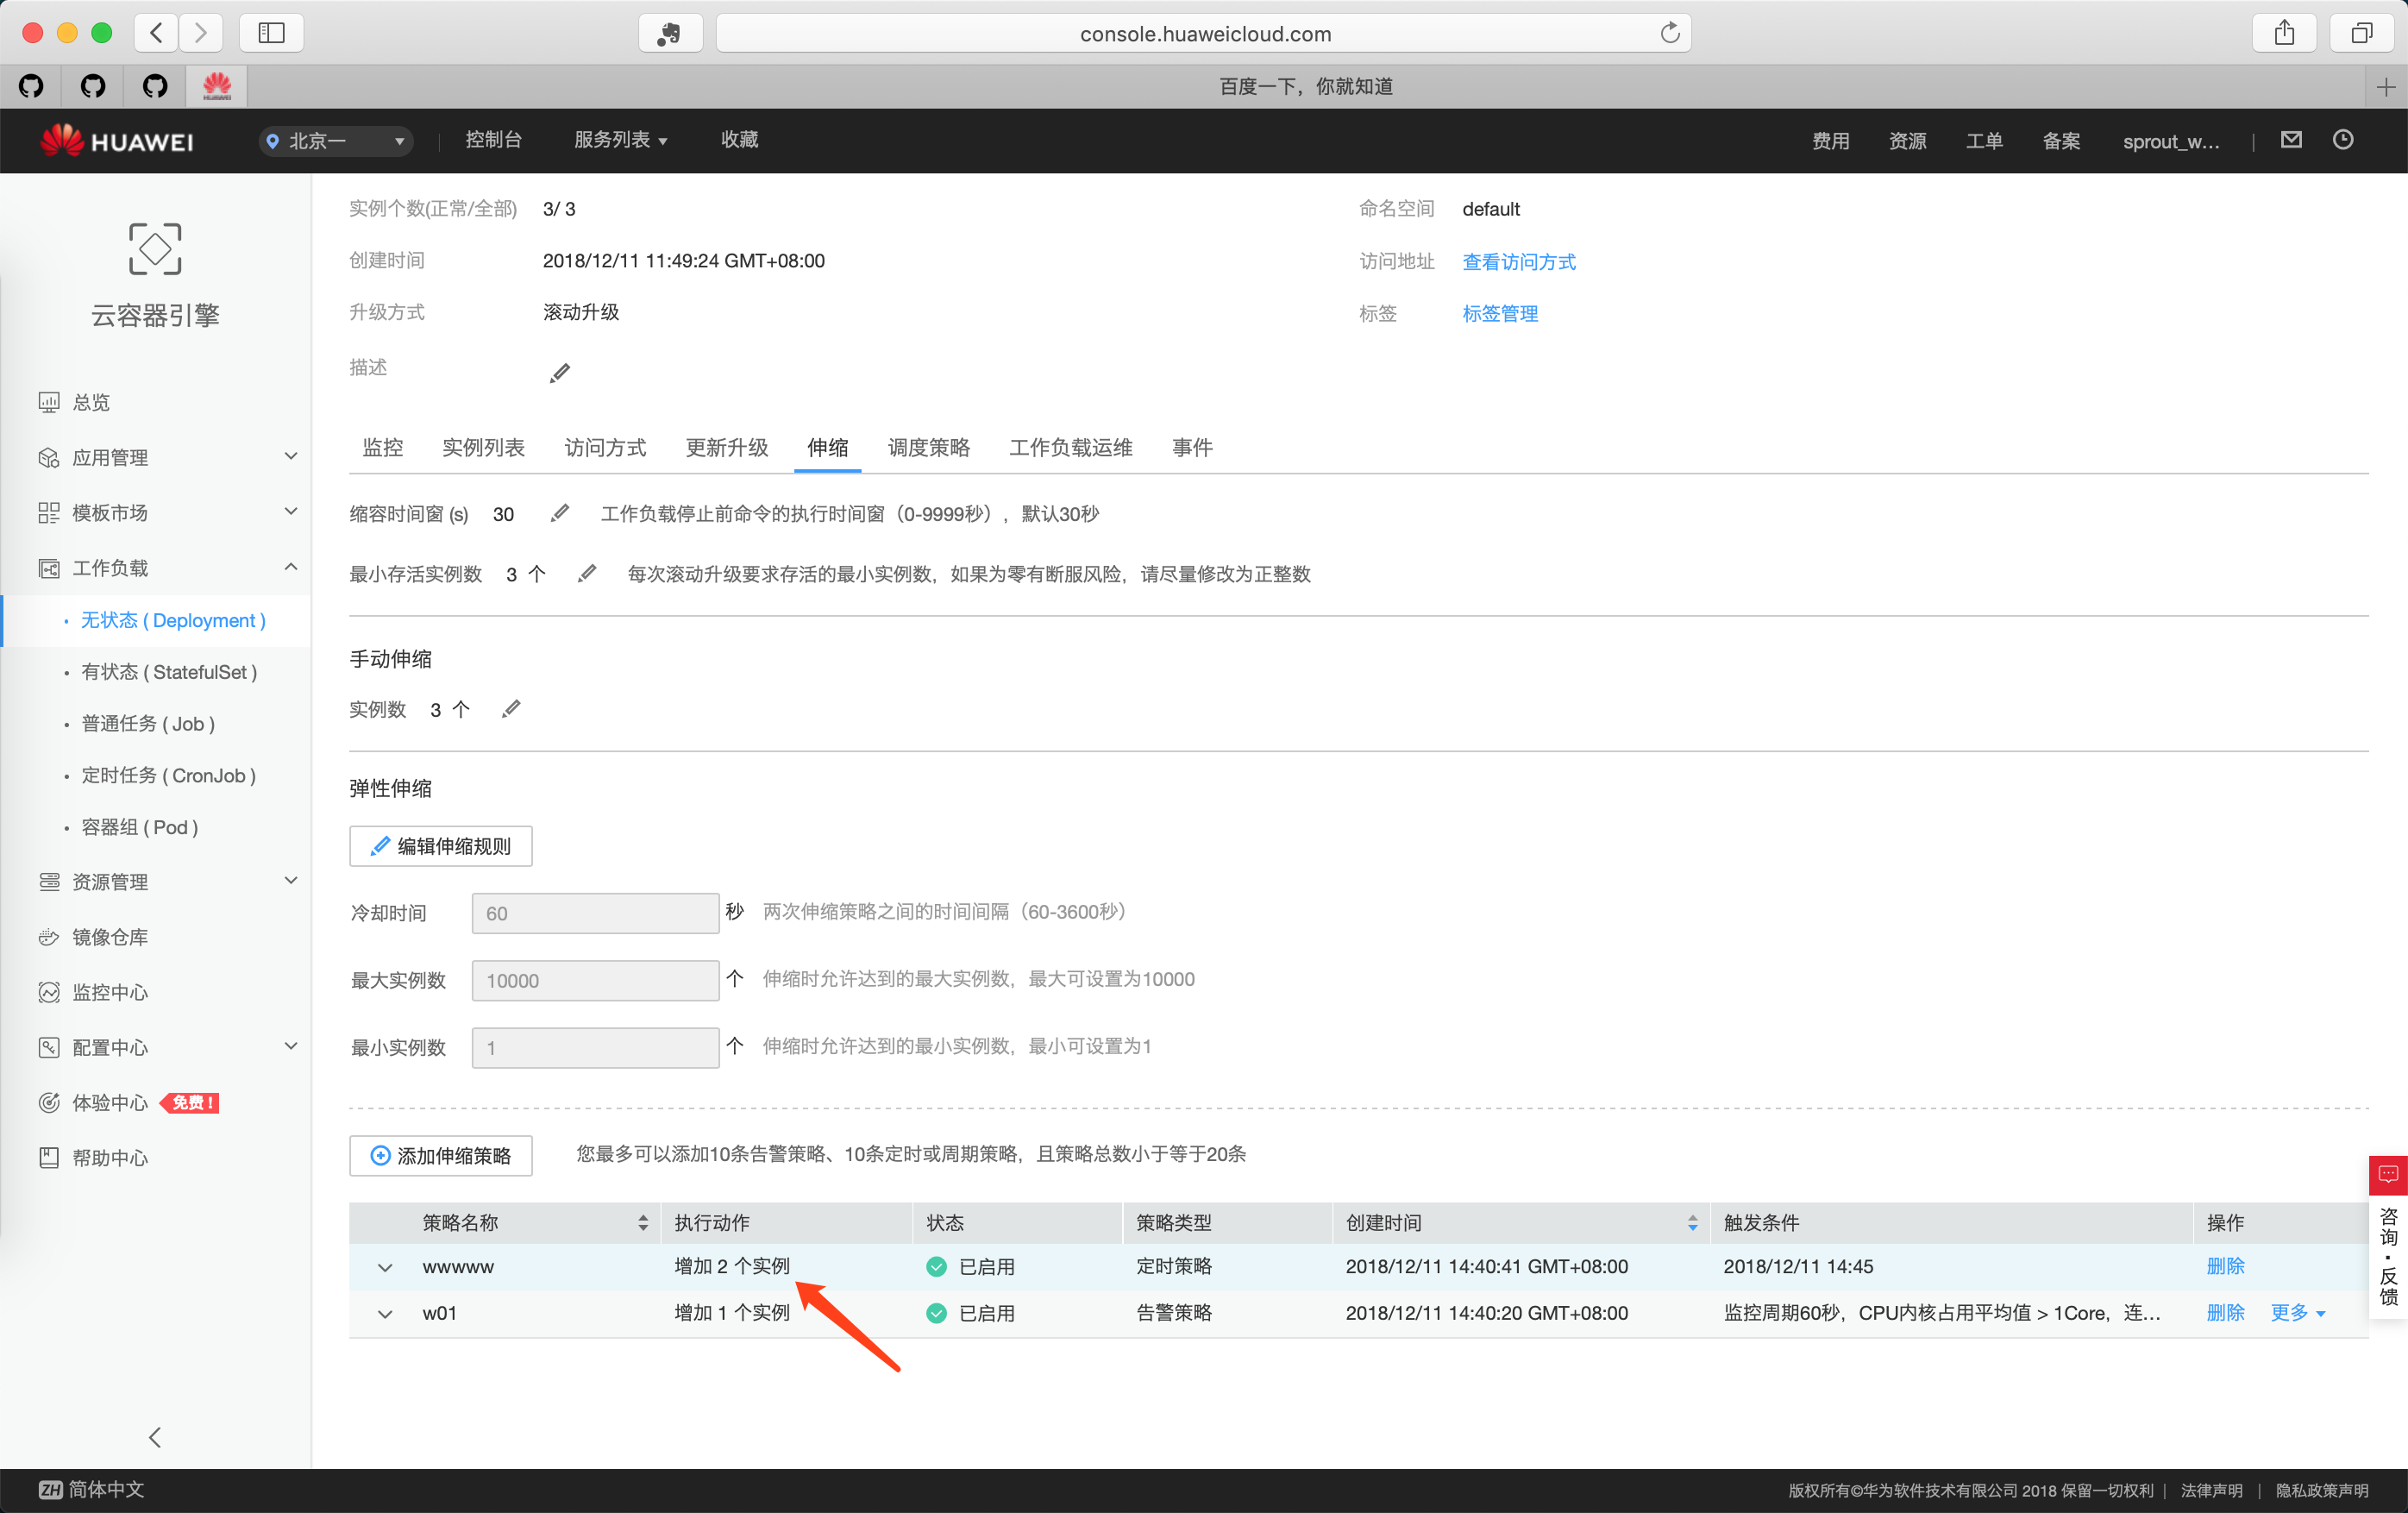 console.huaweicloud.com
百度一下，你就知道
HUAWEI
北京一
控制台
服务列表
收藏
费用
资源
工单
备案
sprout_w...
云容器引擎
总览
应用管理
模板市场
工作负载
无状态 ( Deployment )
有状态 ( StatefulSet )
普通任务 ( Job )
定时任务 ( CronJob )
容器组 ( Pod )
资源管理
镜像仓库
监控中心
配置中心
体验中心 免费！
帮助中心
实例个数(正常/全部) 3/ 3
命名空间 default
创建时间 2018/12/11 11:49:24 GMT+08:00
访问地址 查看访问方式
升级方式 滚动升级
标签 标签管理
描述
监控 实例列表 访问方式 更新升级 伸缩 调度策略 工作负载运维 事件
缩容时间窗 (s) 30 工作负载停止前命令的执行时间窗（0-9999秒），默认30秒
最小存活实例数 3 个 每次滚动升级要求存活的最小实例数，如果为零有断服风险，请尽量修改为正整数
手动伸缩
实例数 3 个
弹性伸缩
编辑伸缩规则
冷却时间 60 秒 两次伸缩策略之间的时间间隔（60-3600秒）
最大实例数 10000 个 伸缩时允许达到的最大实例数，最大可设置为10000
最小实例数 1 个 伸缩时允许达到的最小实例数，最小可设置为1
添加伸缩策略 您最多可以添加10条告警策略、10条定时或周期策略，且策略总数小于等于20条
策略名称 执行动作 状态 策略类型 创建时间 触发条件 操作
wwwww 增加 2 个实例 已启用 定时策略 2018/12/11 14:40:41 GMT+08:00 2018/12/11 14:45 删除
w01 增加 1 个实例 已启用 告警策略 2018/12/11 14:40:20 GMT+08:00 监控周期60秒，CPU内核占用平均值 > 1Core，连... 删除 更多
咨询·反馈
ZH 简体中文
版权所有©华为软件技术有限公司 2018 保留一切权利 | 法律声明 | 隐私政策声明